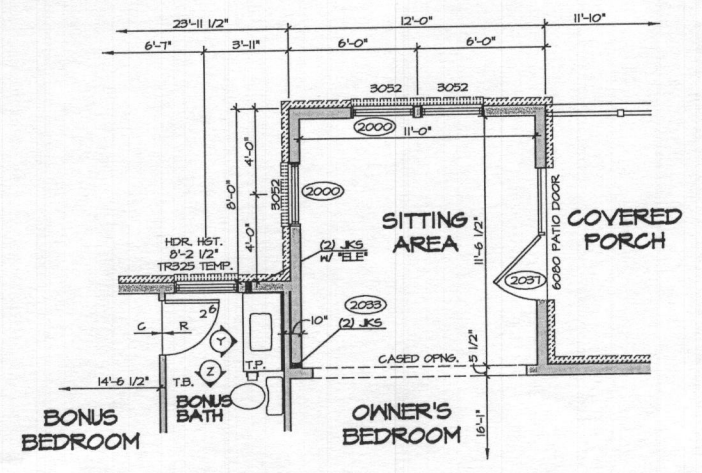 23'-11 1/2"
12'-0"
11'-10"
6'-7"
3'-11"
6'-0"
6'-0"
3052
3052
2000
11'-0"
4'-0"
8'-0"
3052
2000
4'-0"
SITTING
AREA
11'-6 1/2"
6080 PATIO DOOR
COVERED
PORCH
HDR. HGT.
8'-2 1/2"
TR325 TEMP.
(2) JKS
W/ "ELE"
2037
2033
(2) JKS
10"
26
C
R
Y
Z
T.P.
T.B.
CASED OPNG.
5 1/2"
14'-6 1/2"
BONUS
BATH
BONUS
BEDROOM
OWNER'S
BEDROOM
16'-1"